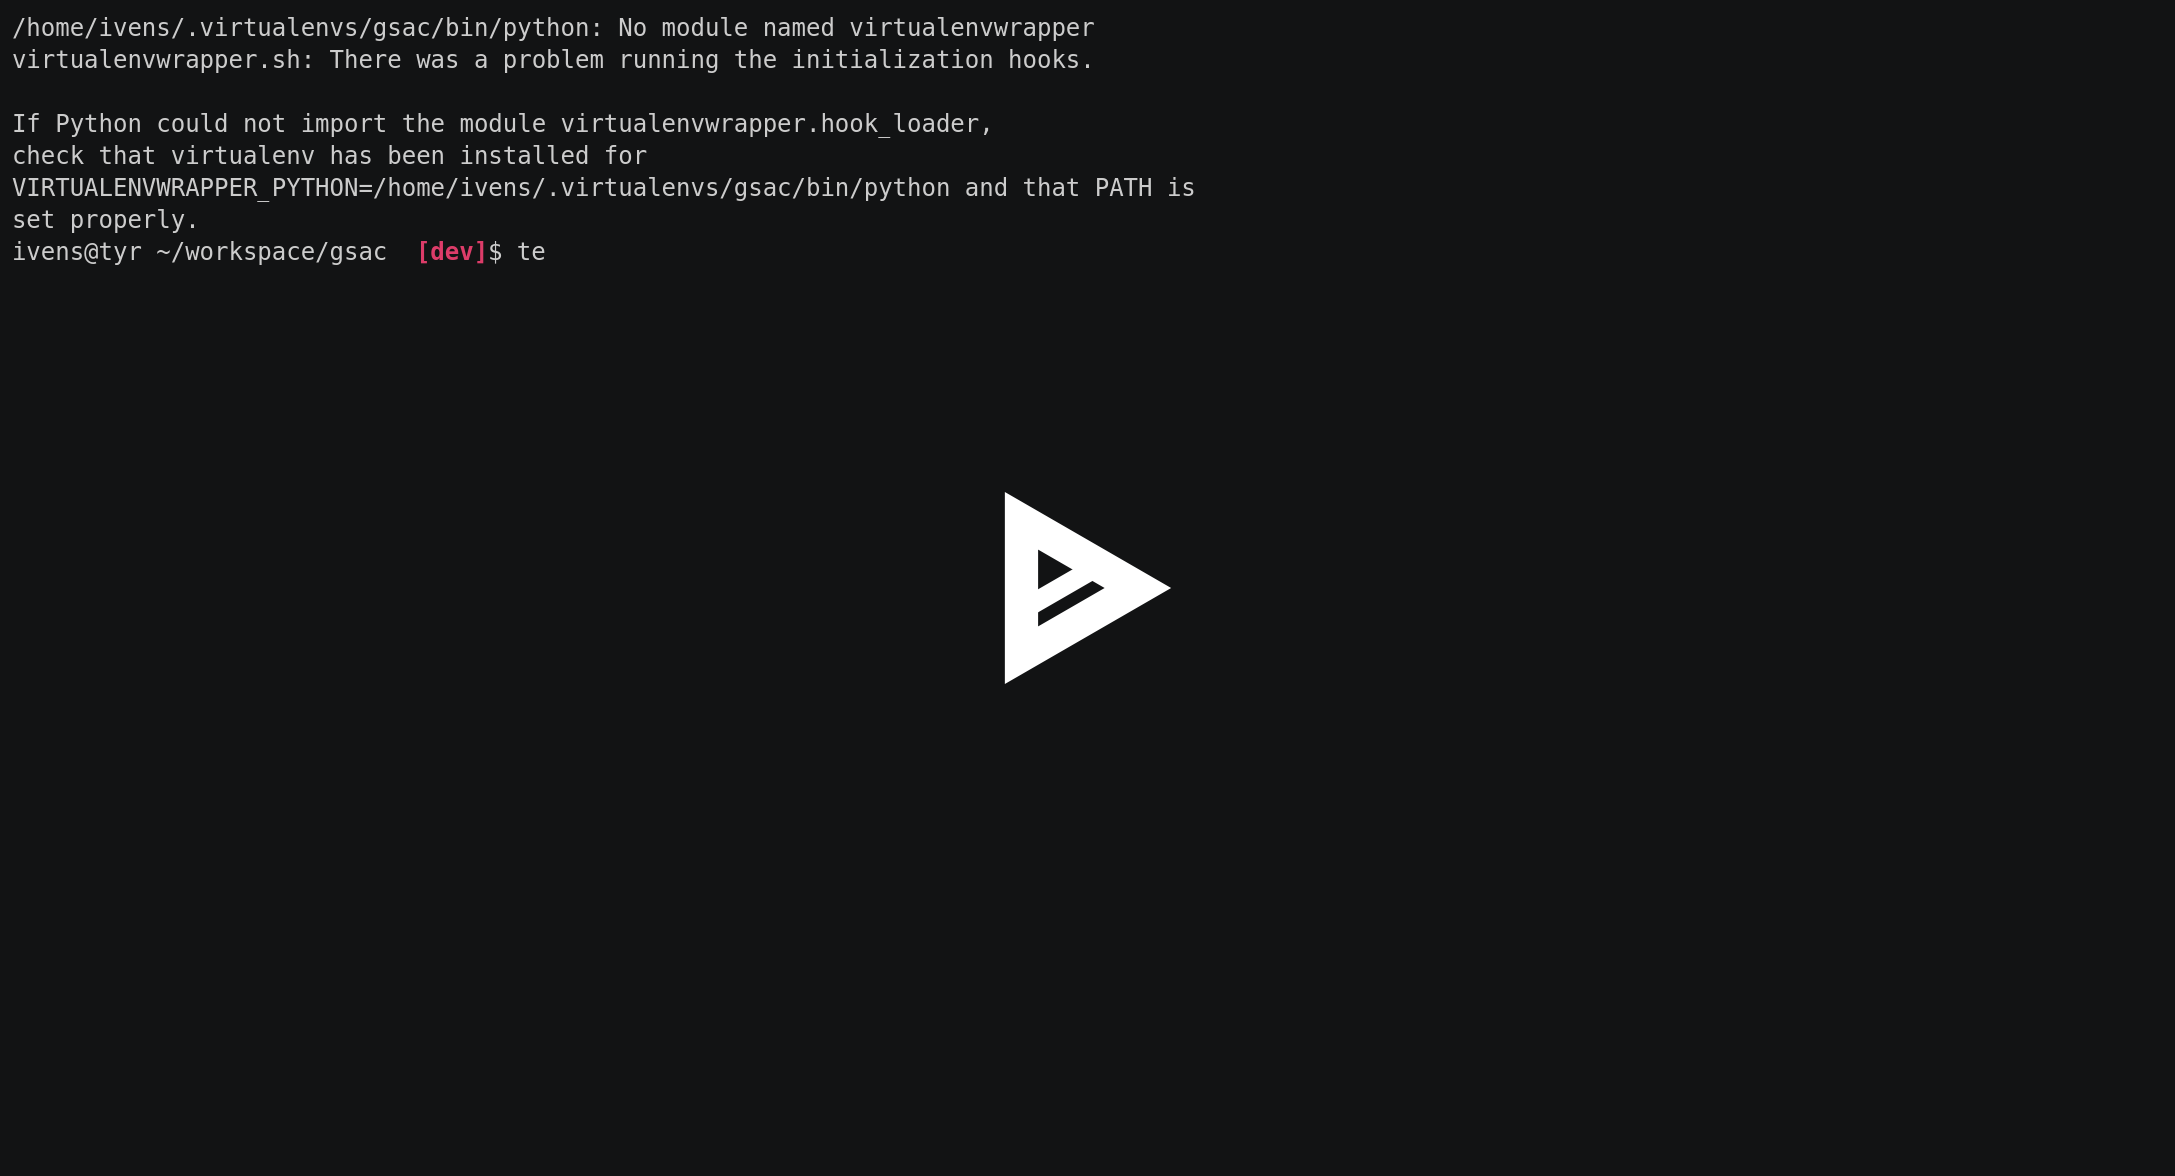 /home/ivens/.virtualenvs/gsac/bin/python: No module named virtualenvwrapper
virtualenvwrapper.sh: There was a problem running the initialization hooks.

If Python could not import the module virtualenvwrapper.hook_loader,
check that virtualenv has been installed for
VIRTUALENVWRAPPER_PYTHON=/home/ivens/.virtualenvs/gsac/bin/python and that PATH is
set properly.
ivens@tyr ~/workspace/gsac  [dev]$ te